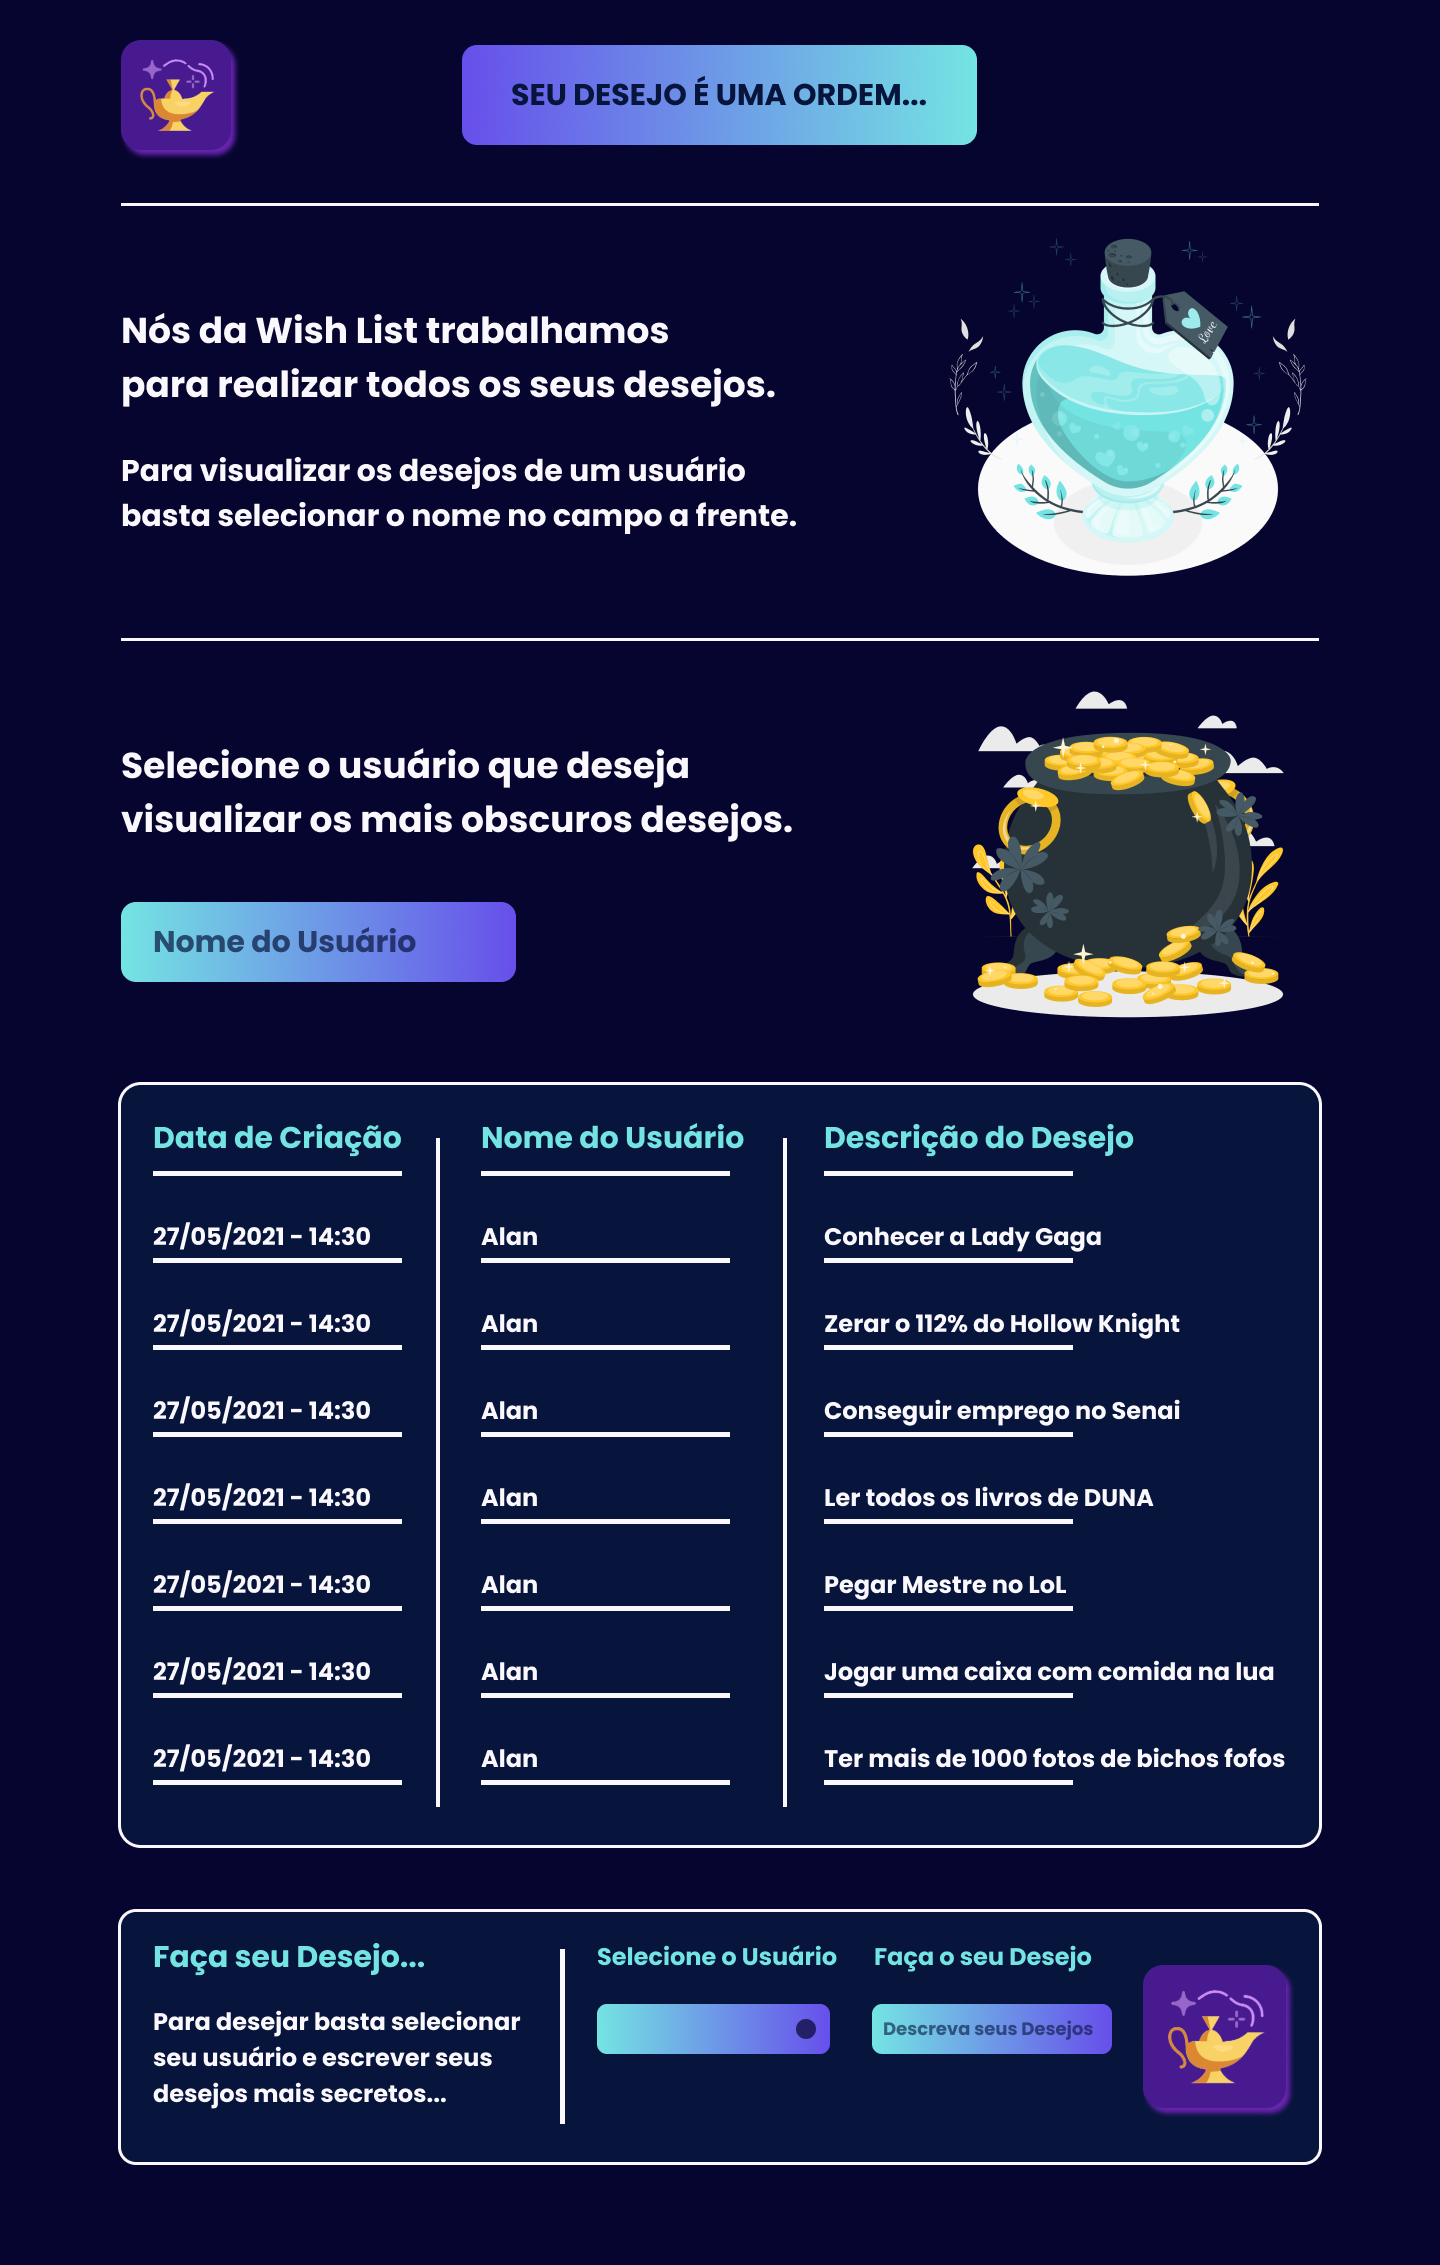 SEU DESEJO É UMA ORDEM...
Nós da Wish List trabalhamos
para realizar todos os seus desejos.
Para visualizar os desejos de um usuário
basta selecionar o nome no campo a frente.
Love
Selecione o usuário que deseja
visualizar os mais obscuros desejos.
Nome do Usuário
Data de Criação Nome do Usuário Descrição do Desejo
27/05/2021 - 14:30 Alan Conhecer a Lady Gaga
27/05/2021 - 14:30 Alan Zerar o 112% do Hollow Knight
27/05/2021 - 14:30 Alan Conseguir emprego no Senai
27/05/2021 - 14:30 Alan Ler todos os livros de DUNA
27/05/2021 - 14:30 Alan Pegar Mestre no LoL
27/05/2021 - 14:30 Alan Jogar uma caixa com comida na lua
27/05/2021 - 14:30 Alan Ter mais de 1000 fotos de bichos fofos
Faça seu Desejo...
Para desejar basta selecionar
seu usuário e escrever seus
desejos mais secretos...
Selecione o Usuário Faça o seu Desejo
Descreva seus Desejos